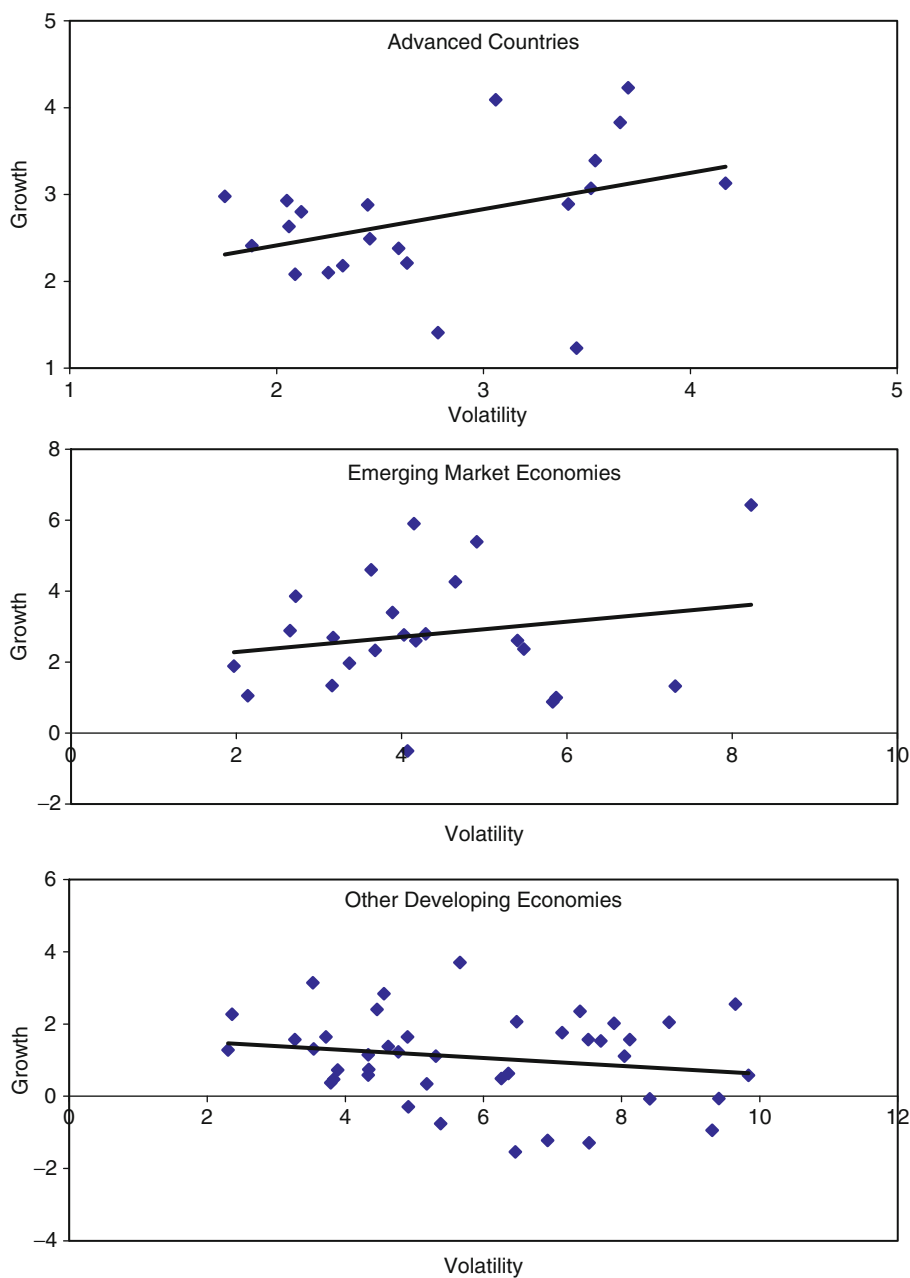 Advanced Countries
Growth
5
4
3
2
1
1 2 3 4 5
Volatility
Emerging Market Economies
Growth
8
6
4
2
0
−2
0 2 4 6 8 10
Volatility
Other Developing Economies
Growth
6
4
2
0
−2
−4
0 2 4 6 8 10 12
Volatility